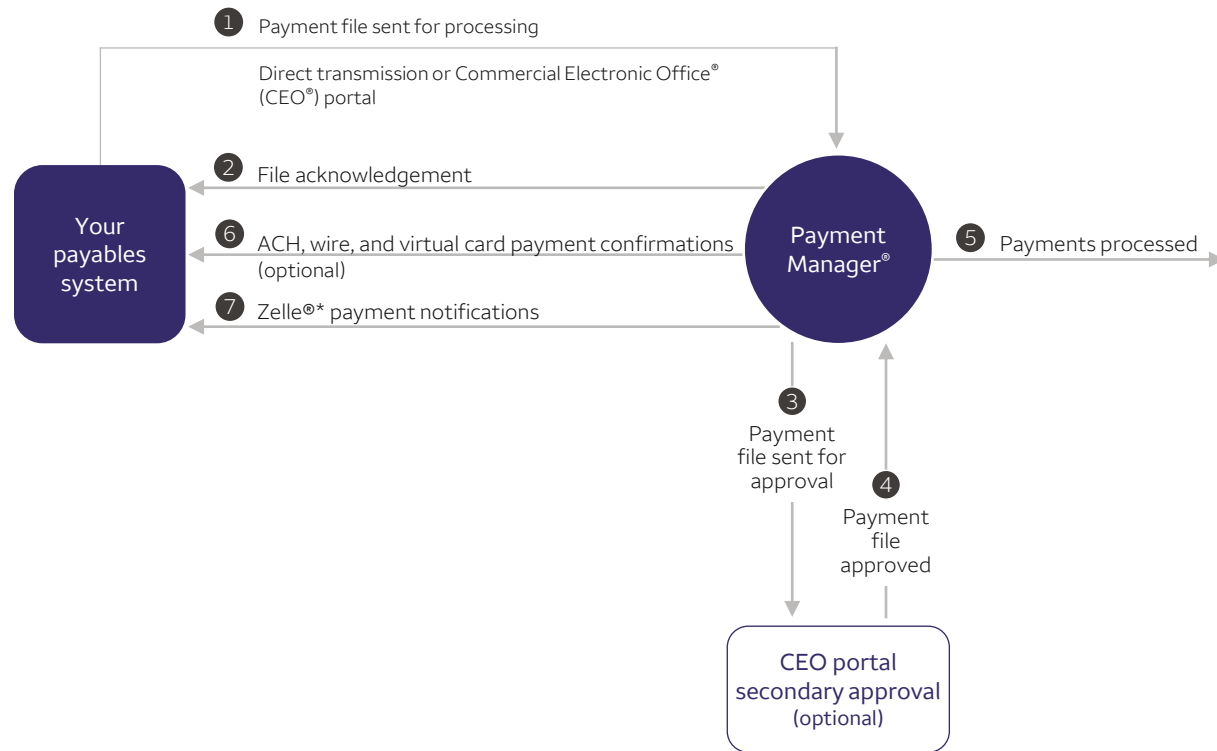 1 Payment file sent for processing
Direct transmission or Commercial Electronic Office®
(CEO®) portal
2 File acknowledgement
Your
payables
system
6 ACH, wire, and virtual card payment confirmations
(optional)
7 Zelle®* payment notifications
Payment
Manager®
5 Payments processed
3
Payment
file sent for
approval
4
Payment
file
approved
CEO portal
secondary approval
(optional)